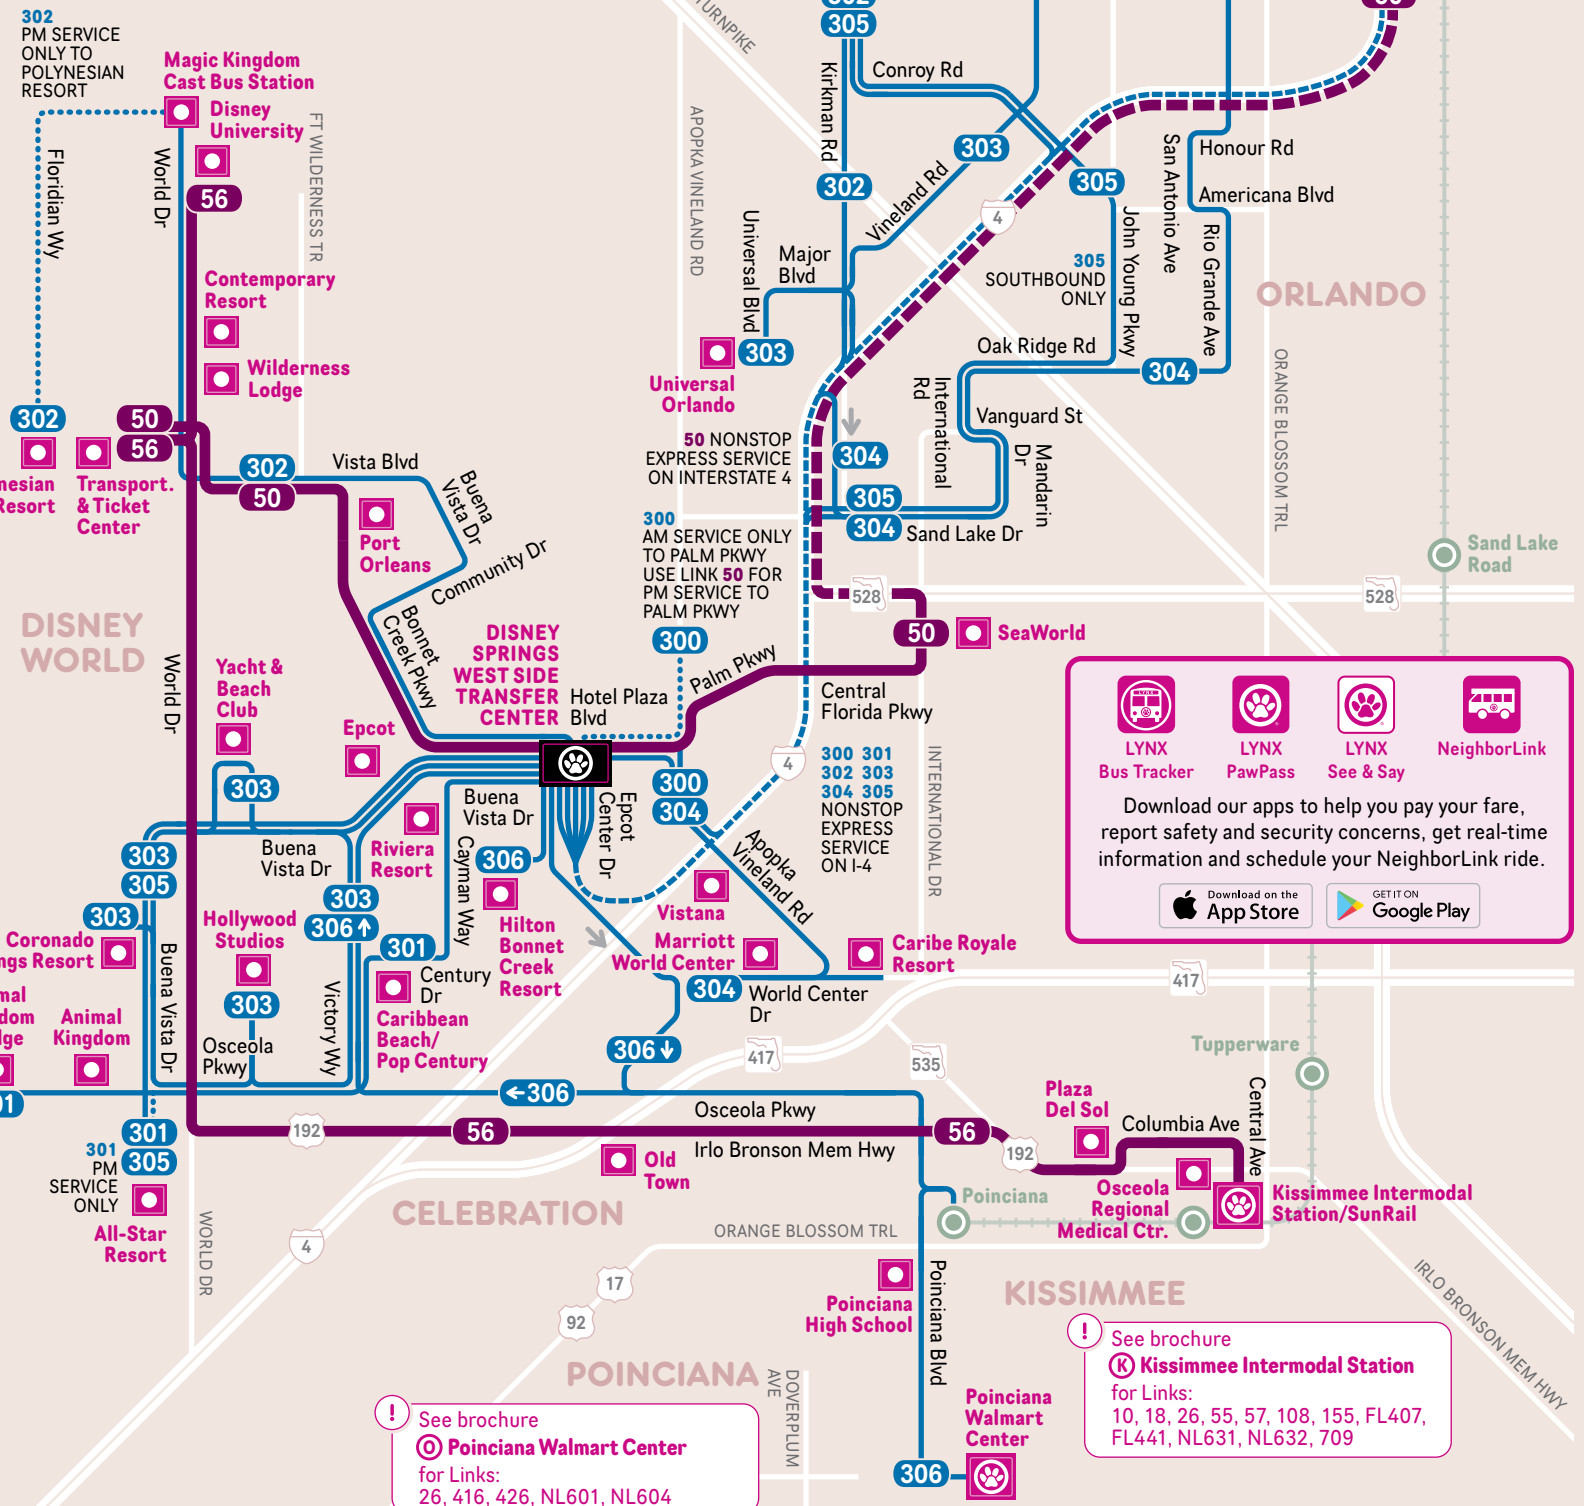 302
PM SERVICE
ONLY TO
POLYNESIAN
RESORT
Magic Kingdom
Cast Bus Station
Disney
University
56
Floridian Wy
World Dr
FT WILDERNESS TR
Contemporary
Resort
Wilderness
Lodge
302
50
56
Resort
Transport.
& Ticket
Center
302
50
Vista Blvd
Buena
Vista Dr
Port
Orleans
Community Dr
Bonnet
Creek Pkwy
DISNEY
WORLD
World Dr
TURNPIKE
APOPKA VINELAND RD
305
Conroy Rd
Kirkman Rd
303
302
Vineland Rd
305
4
Universal Blvd
Major
Blvd
303
Universal
Orlando
305
SOUTHBOUND
ONLY
John Young Pkwy
San Antonio Ave
Honour Rd
Americana Blvd
Rio Grande Ave
ORLANDO
Oak Ridge Rd
304
International
Rd
Vanguard St
Mandarin
Dr
ORANGE BLOSSOM TRL
50 NONSTOP
EXPRESS SERVICE
ON INTERSTATE 4
304
305
304
Sand Lake Dr
300
AM SERVICE ONLY
TO PALM PKWY
USE LINK 50 FOR
PM SERVICE TO
PALM PKWY
300
528
528
Sand Lake
Road
50
SeaWorld
Palm Pkwy
Central
Florida Pkwy
DISNEY
SPRINGS
WEST SIDE
TRANSFER
CENTER
Hotel Plaza
Blvd
Yacht &
Beach
Club
Epcot
303
Buena
Vista Dr
Riviera
Resort
Buena
Vista Dr
Cayman Way
306
Epcot
Center Dr
300
304
4
300 301
302 303
304 305
NONSTOP
EXPRESS
SERVICE
ON I-4
INTERNATIONAL DR
Apopka
Vineland Rd
LYNX
LYNX
Bus Tracker
LYNX
PawPass
LYNX
See & Say
NeighborLink
Download our apps to help you pay your fare,
report safety and security concerns, get real-time
information and schedule your NeighborLink ride.
Download on the
App Store
GET IT ON
Google Play
303
305
303
Coronado
Resort
Hollywood
Studios
303
306
301
Century
Dr
Hilton
Bonnet
Creek
Resort
Vistana
Marriott
World Center
Caribe Royale
Resort
304
World Center
Dr
417
Buena Vista Dr
303
Victory Wy
Osceola
Pkwy
Animal
Kingdom
Caribbean
Beach/
Pop Century
306
417
535
Tupperware
306
Osceola Pkwy
Plaza
Del Sol
Columbia Ave
Central Ave
301
305
301
PM
SERVICE
ONLY
All-Star
Resort
192
56
Irlo Bronson Mem Hwy
56
192
Old
Town
Osceola
Regional
Medical Ctr.
Kissimmee Intermodal
Station/SunRail
Poinciana
CELEBRATION
WORLD DR
4
ORANGE BLOSSOM TRL
17
92
Poinciana
High School
Poinciana Blvd
KISSIMMEE
IRLO BRONSON MEM HWY
POINCIANA
DOVERPLUM
AVE
! See brochure
K Kissimmee Intermodal Station
for Links:
10, 18, 26, 55, 57, 108, 155, FL407,
FL441, NL631, NL632, 709
! See brochure
O Poinciana Walmart Center
for Links:
26, 416, 426, NL601, NL604
Poinciana
Walmart
Center
306